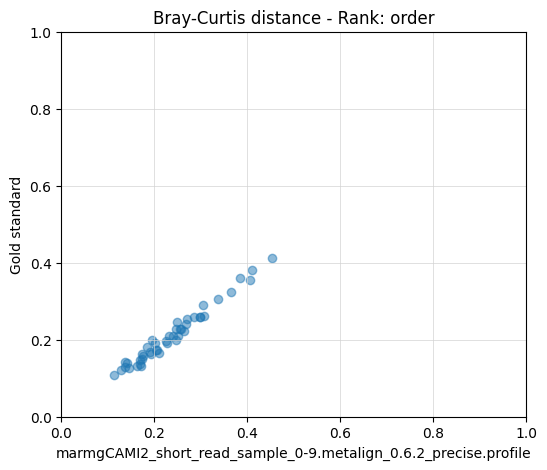 Bray-Curtis distance - Rank: order
1.0
0.8
0.6
0.4
0.2
0.0
Gold standard
0.0 0.2 0.4 0.6 0.8 1.0
marmgCAMI2_short_read_sample_0-9.metalign_0.6.2_precise.profile